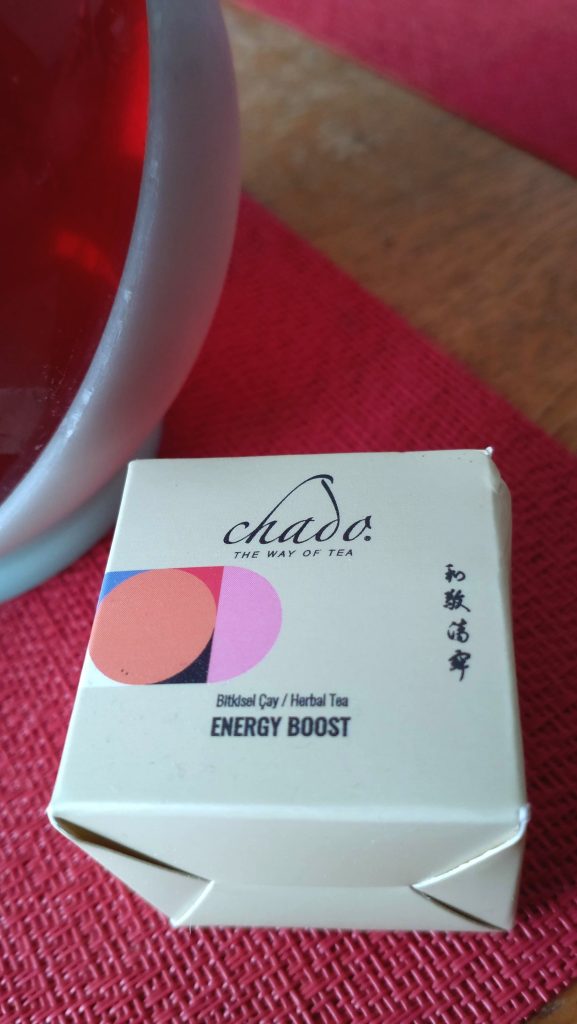 chado
THE WAY OF TEA
和
敬
清
寂
Bitkisel Çay / Herbal Tea
ENERGY BOOST